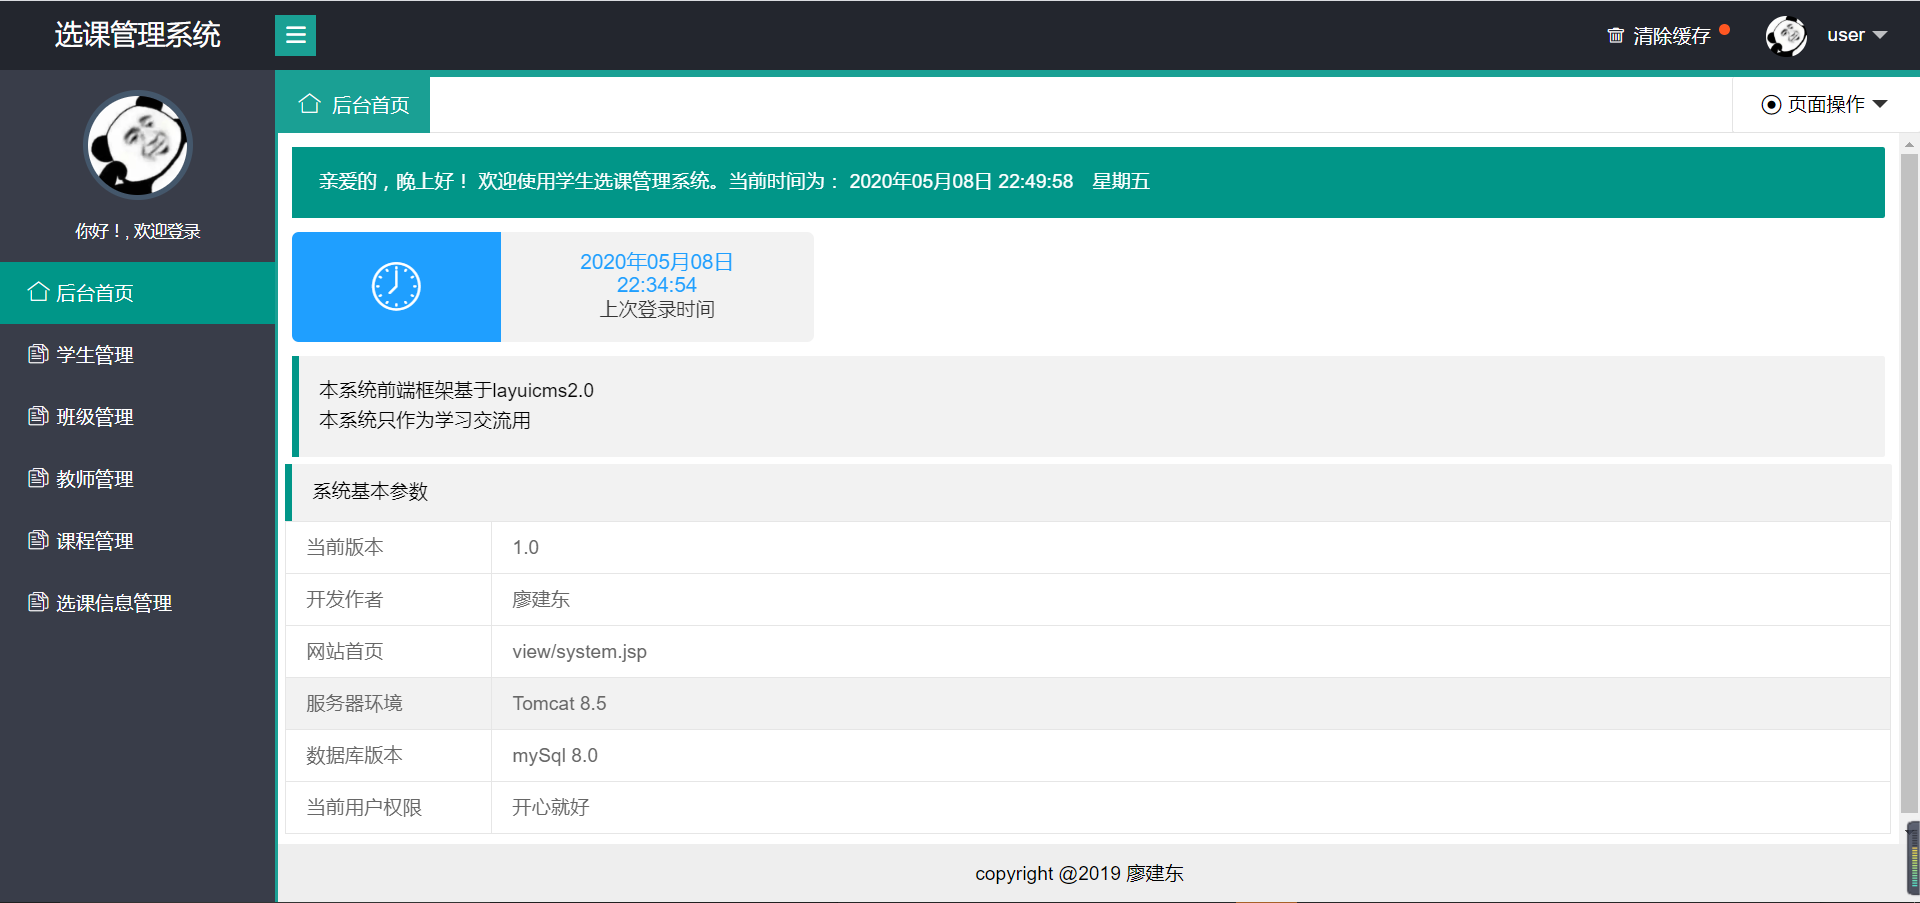 选课管理系统
清除缓存
user
你好！, 欢迎登录
后台首页
学生管理
班级管理
教师管理
课程管理
选课信息管理
后台首页
页面操作
亲爱的，晚上好！ 欢迎使用学生选课管理系统。当前时间为： 2020年05月08日 22:49:58 星期五
2020年05月08日
22:34:54
上次登录时间
本系统前端框架基于layuicms2.0
本系统只作为学习交流用
系统基本参数
当前版本 1.0
开发作者 廖建东
网站首页 view/system.jsp
服务器环境 Tomcat 8.5
数据库版本 mySql 8.0
当前用户权限 开心就好
copyright @2019 廖建东